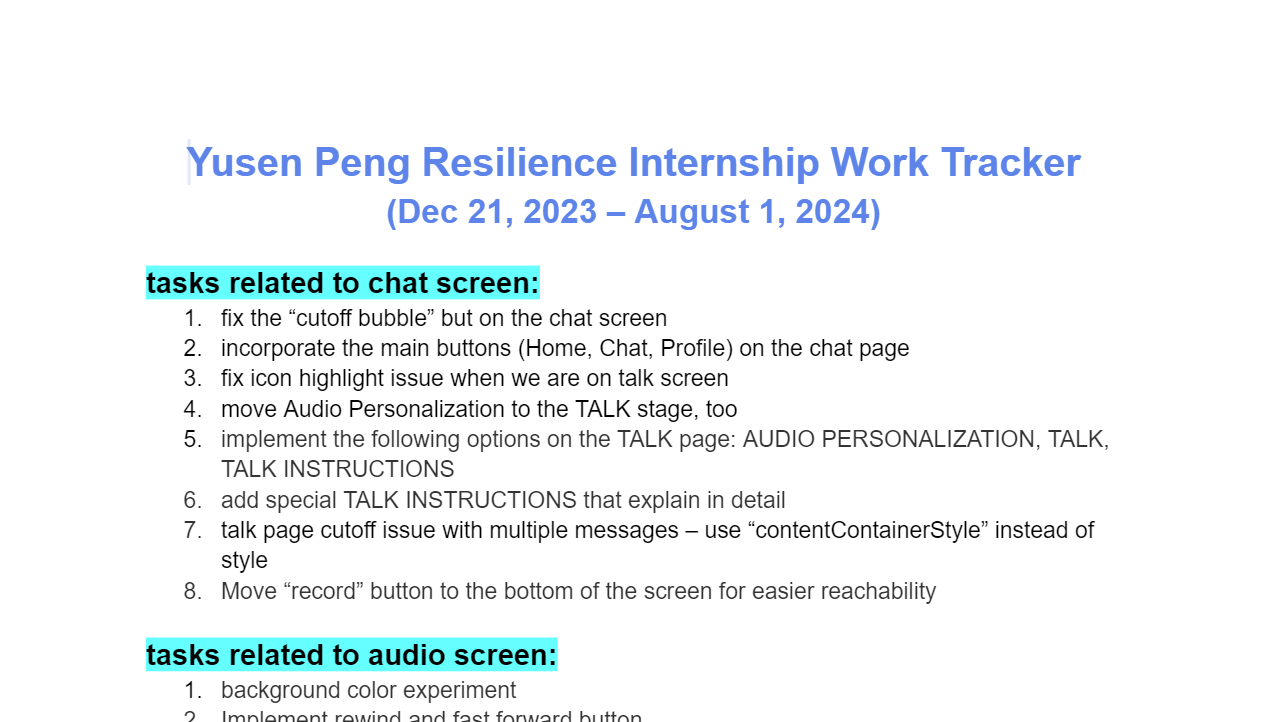 Yusen Peng Resilience Internship Work Tracker
(Dec 21, 2023 – August 1, 2024)
tasks related to chat screen:
1. fix the “cutoff bubble” but on the chat screen
2. incorporate the main buttons (Home, Chat, Profile) on the chat page
3. fix icon highlight issue when we are on talk screen
4. move Audio Personalization to the TALK stage, too
5. implement the following options on the TALK page: AUDIO PERSONALIZATION, TALK,
TALK INSTRUCTIONS
6. add special TALK INSTRUCTIONS that explain in detail
7. talk page cutoff issue with multiple messages – use “contentContainerStyle” instead of
style
8. Move “record” button to the bottom of the screen for easier reachability
tasks related to audio screen:
1. background color experiment
2. Implement rewind and fast forward button